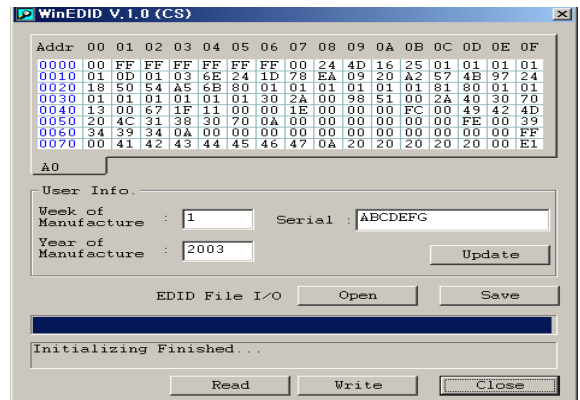 WinEDID V.1.0 (CS)
Addr 00 01 02 03 04 05 06 07 08 09 0A 0B 0C 0D 0E 0F
0000 00 FF FF FF FF FF FF 00 24 4D 16 25 01 01 01 01
0010 01 0D 01 03 6E 24 1D 78 EA 09 20 A2 57 4B 97 24
0020 18 50 54 A5 6B 80 01 01 01 01 01 01 81 80 01 01
0030 01 01 01 01 01 01 30 2A 00 98 51 00 2A 40 30 70
0040 13 00 67 1F 11 00 00 1E 00 00 00 FC 00 49 42 4D
0050 20 4C 31 38 30 70 0A 00 00 00 00 00 00 FE 00 39
0060 34 39 34 0A 00 00 00 00 00 00 00 00 00 00 00 FF
0070 00 41 42 43 44 45 46 47 0A 20 20 20 20 20 00 E1
A0
User Info.
Week of Manufacture : 1 Serial : ABCDEFG
Year of Manufacture : 2003 Update
EDID File I/O Open Save
Initializing Finished...
Read Write Close